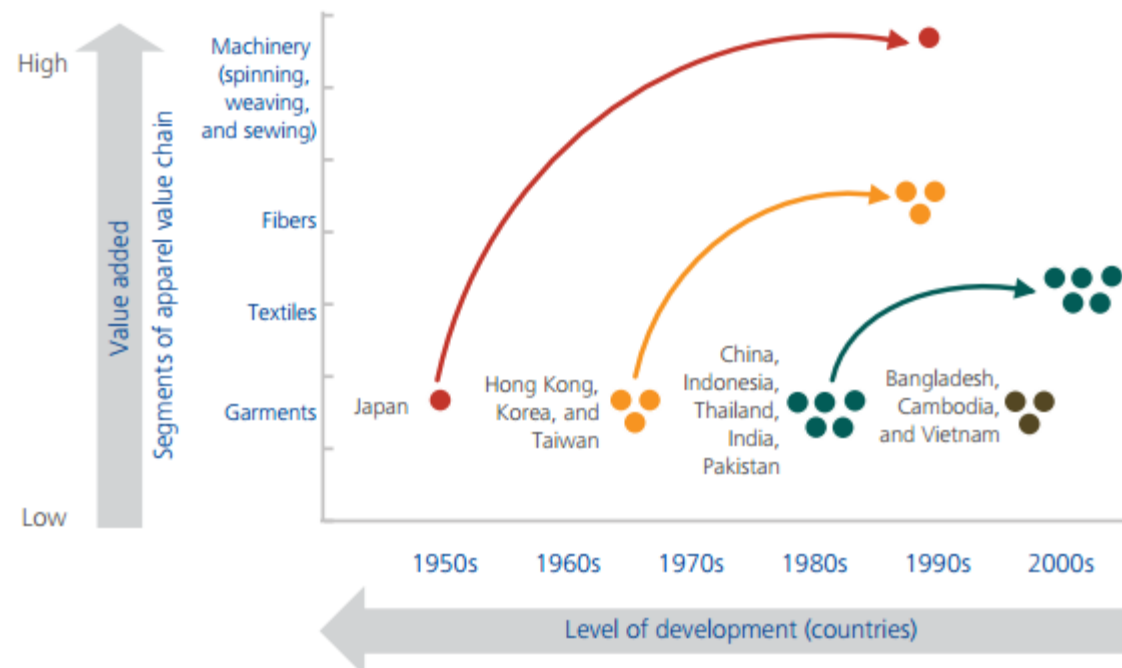 High
Low
Value added
Segments of apparel value chain
Machinery
(spinning,
weaving,
and sewing)
Fibers
Textiles
Garments
Japan
Hong Kong,
Korea, and
Taiwan
China,
Indonesia,
Thailand,
India,
Pakistan
Bangladesh,
Cambodia,
and Vietnam
1950s 1960s 1970s 1980s 1990s 2000s
Level of development (countries)